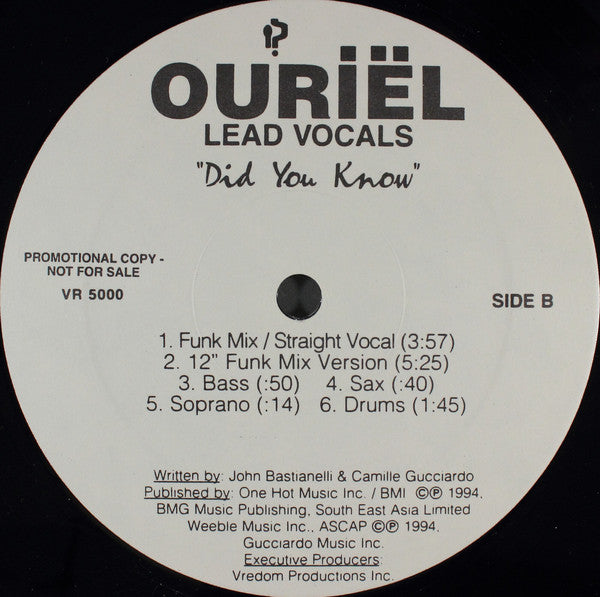 OURÏËL
LEAD VOCALS
"Did You Know"
PROMOTIONAL COPY -
NOT FOR SALE
VR 5000
SIDE B
1. Funk Mix / Straight Vocal (3:57)
2. 12" Funk Mix Version (5:25)
3. Bass (:50) 4. Sax (:40)
5. Soprano (:14) 6. Drums (1:45)
Written by: John Bastianelli & Camille Gucciardo
Published by: One Hot Music Inc. / BMI ©℗ 1994,
BMG Music Publishing, South East Asia Limited
Weeble Music Inc., ASCAP ©℗ 1994,
Gucciardo Music Inc.
Executive Producers:
Vredom Productions Inc.